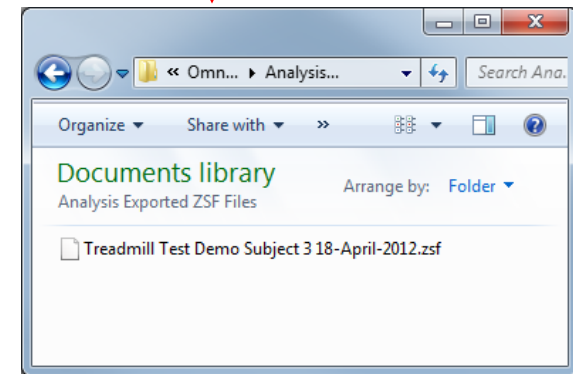 « Omn... ▸ Analysis...
Search Ana.
Organize ▾ Share with ▾ »
Documents library
Analysis Exported ZSF Files
Arrange by: Folder ▾
Treadmill Test Demo Subject 3 18-April-2012.zsf